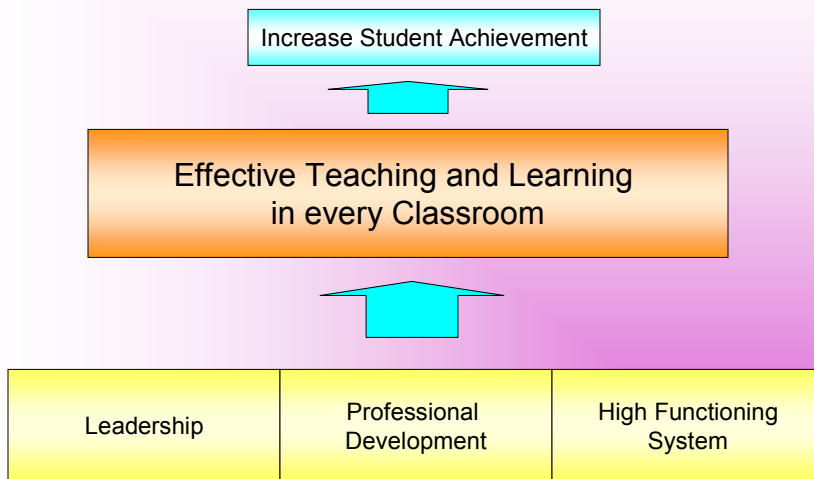 Increase Student Achievement
Effective Teaching and Learning
in every Classroom
Leadership
Professional
Development
High Functioning
System